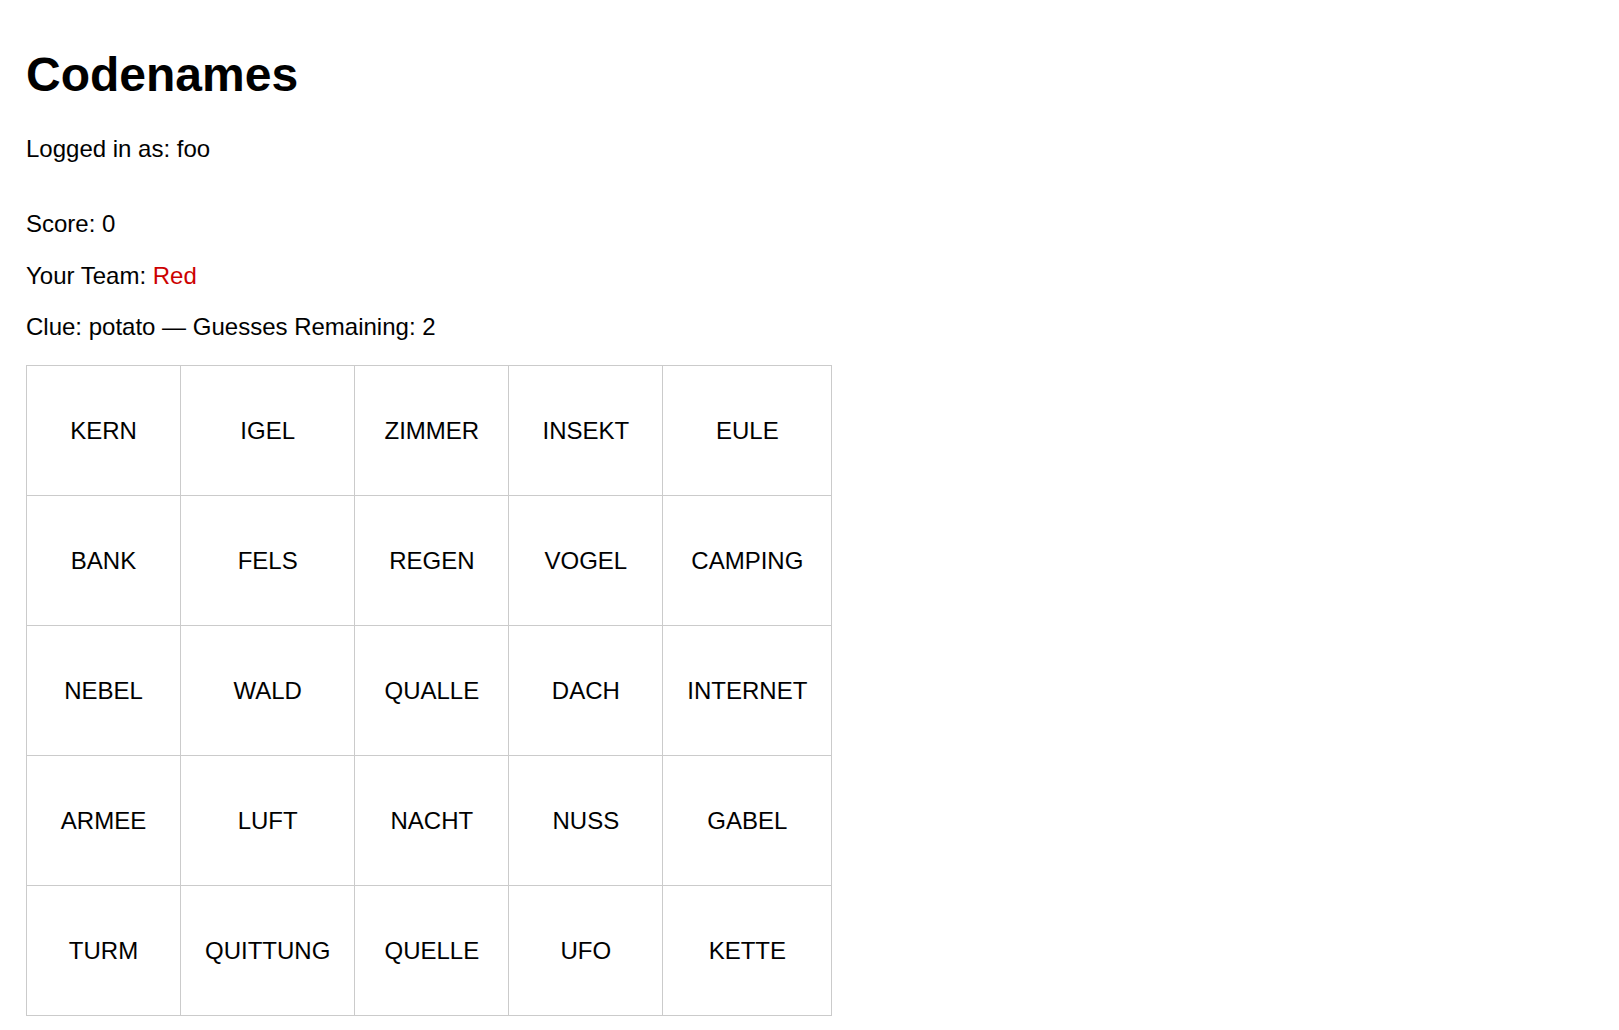 Codenames
Logged in as: foo
Score: 0
Your Team: Red
Clue: potato — Guesses Remaining: 2
KERN IGEL ZIMMER INSEKT EULE
BANK FELS REGEN VOGEL CAMPING
NEBEL WALD QUALLE DACH INTERNET
ARMEE LUFT NACHT NUSS GABEL
TURM QUITTUNG QUELLE UFO KETTE